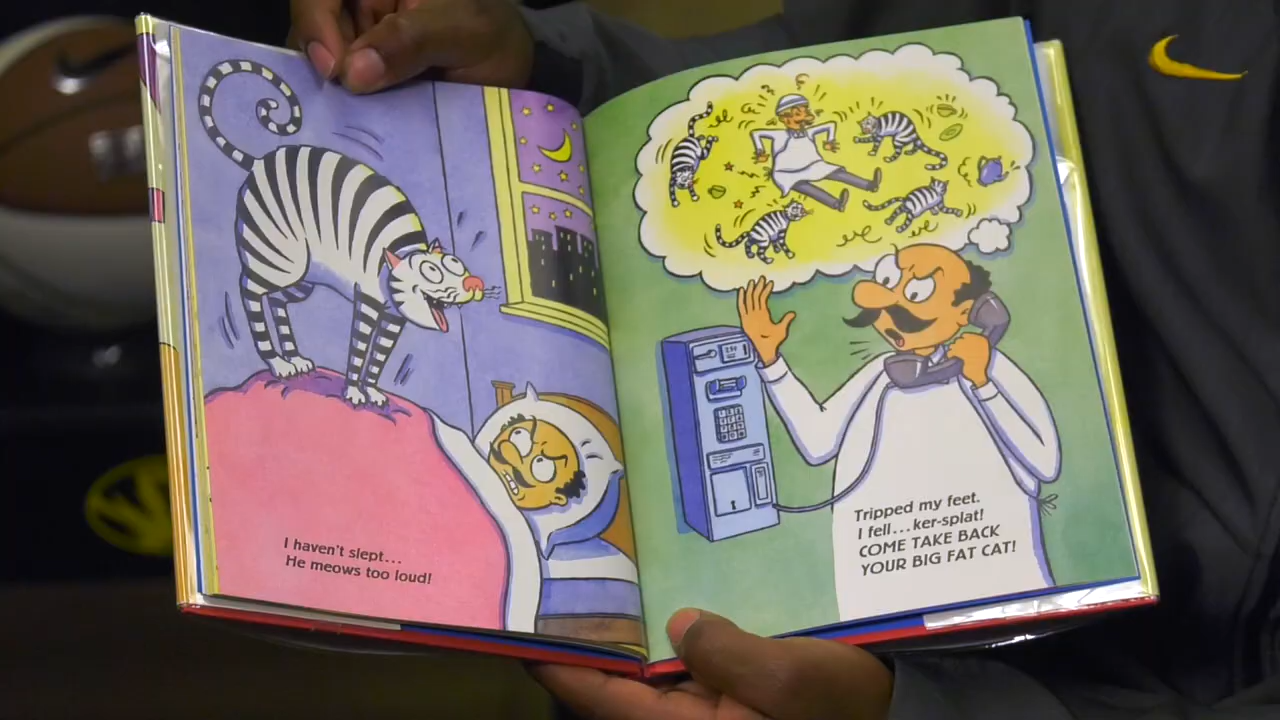 I haven't slept...
He meows too loud!
Tripped my feet.
I fell...ker-splat!
COME TAKE BACK
YOUR BIG FAT CAT!